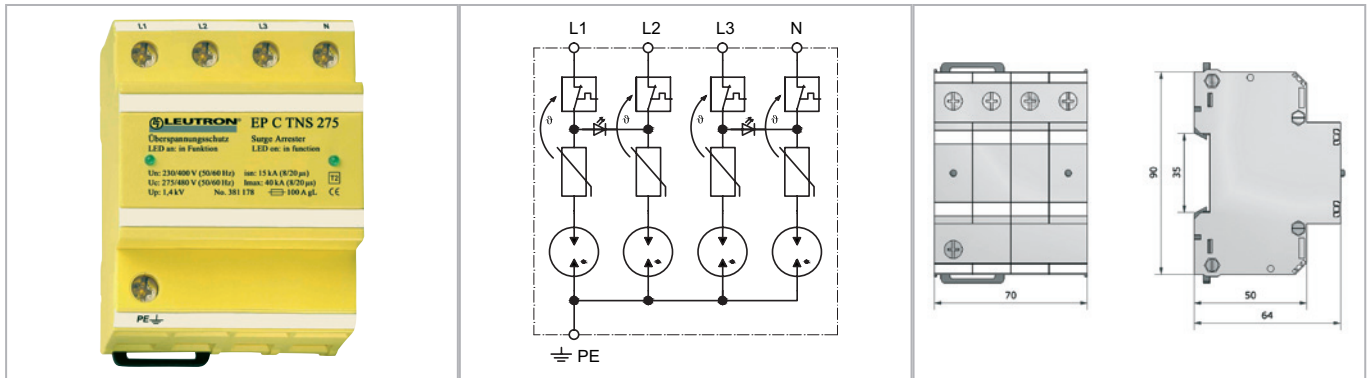 L1 L2 L3 N
LEUTRON® EP C TNS 275
Überspannungsschutz Surge Arrester
LED an: in Funktion LED on: in function
Un: 230/400 V (50/60 Hz) isn: 15 kA (8/20 µs)
Uc: 275/480 V (50/60 Hz) Imax: 40 kA (8/20 µs) T2
Up: 1,4 kV No. 381 178 100 A gL CE
PE
L1 L2 L3 N
ϑ ϑ ϑ ϑ
PE
90
35
70
50
64